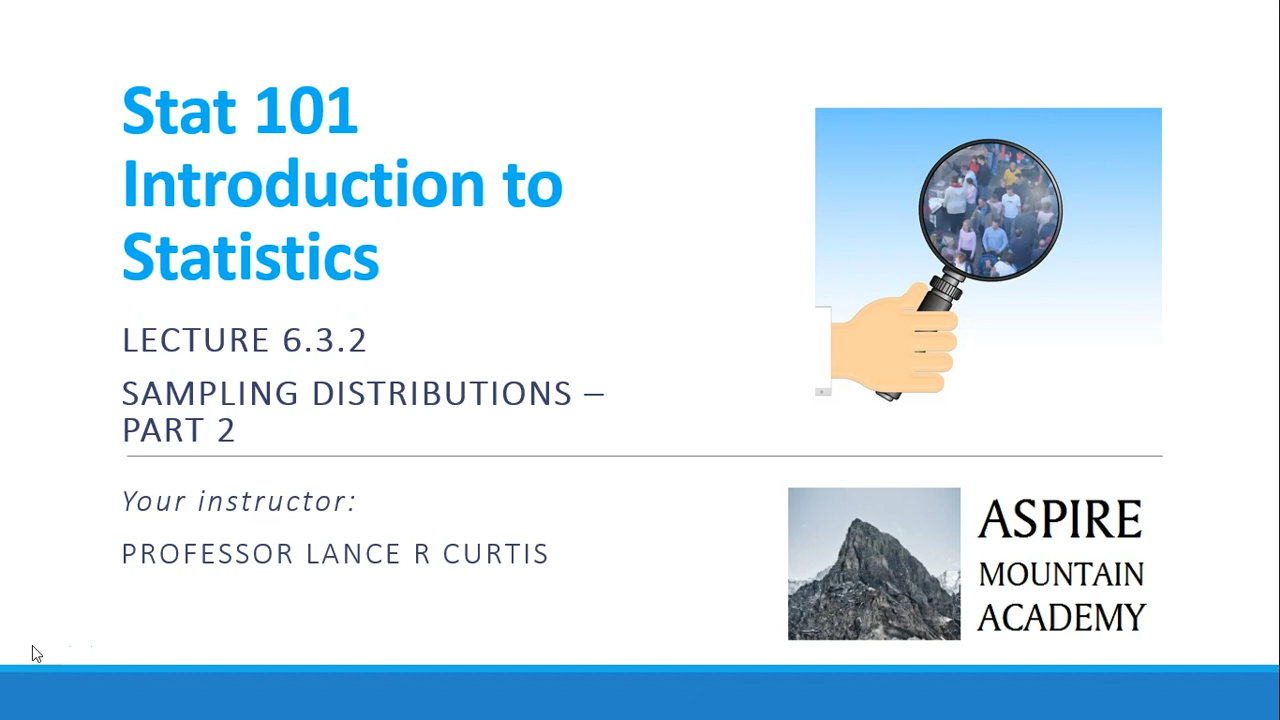 Stat 101
Introduction to
Statistics
LECTURE 6.3.2
SAMPLING DISTRIBUTIONS –
PART 2
Your instructor:
PROFESSOR LANCE R CURTIS
ASPIRE
MOUNTAIN
ACADEMY